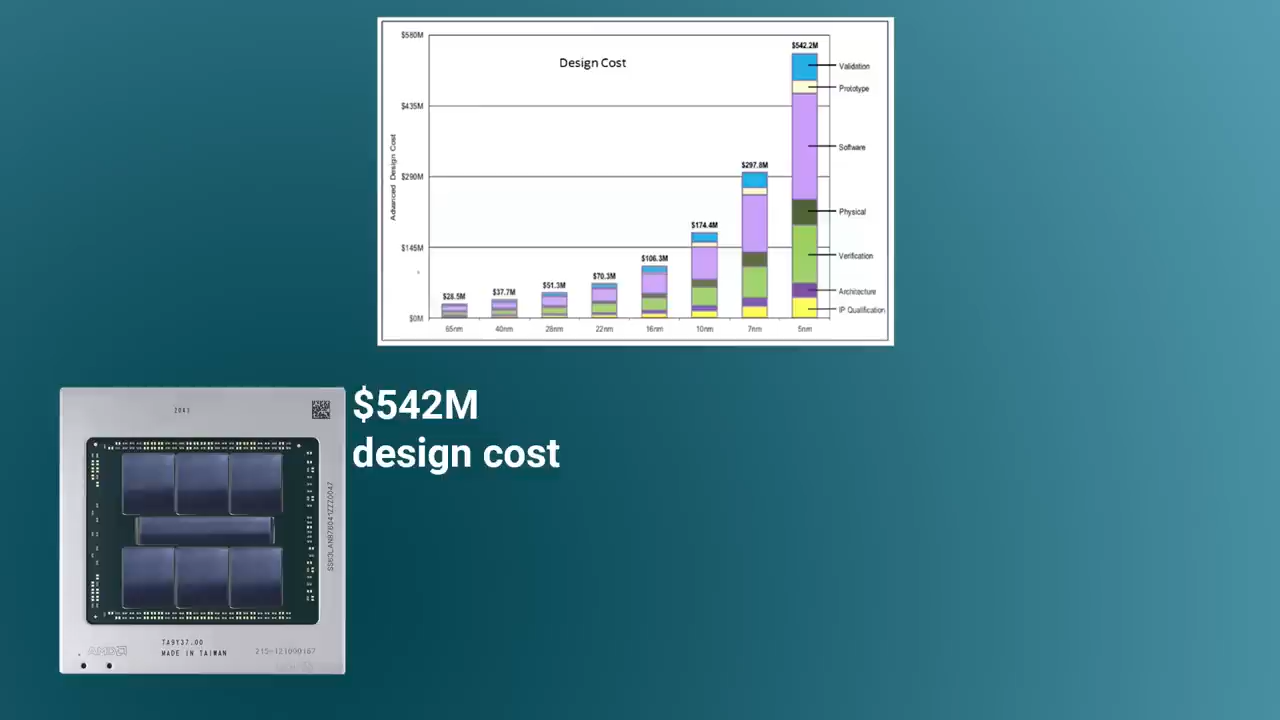 Design Cost
Advanced Design Cost
$580M
$435M
$290M
$145M
$0M
$28.5M
$37.7M
$51.3M
$70.3M
$106.3M
$174.4M
$297.8M
$542.2M
Validation
Prototype
Software
Physical
Verification
Architecture
IP Qualification
65nm
40nm
28nm
22nm
16nm
10nm
7nm
5nm
$542M
design cost
2043
AMD
MADE IN TAIWAN